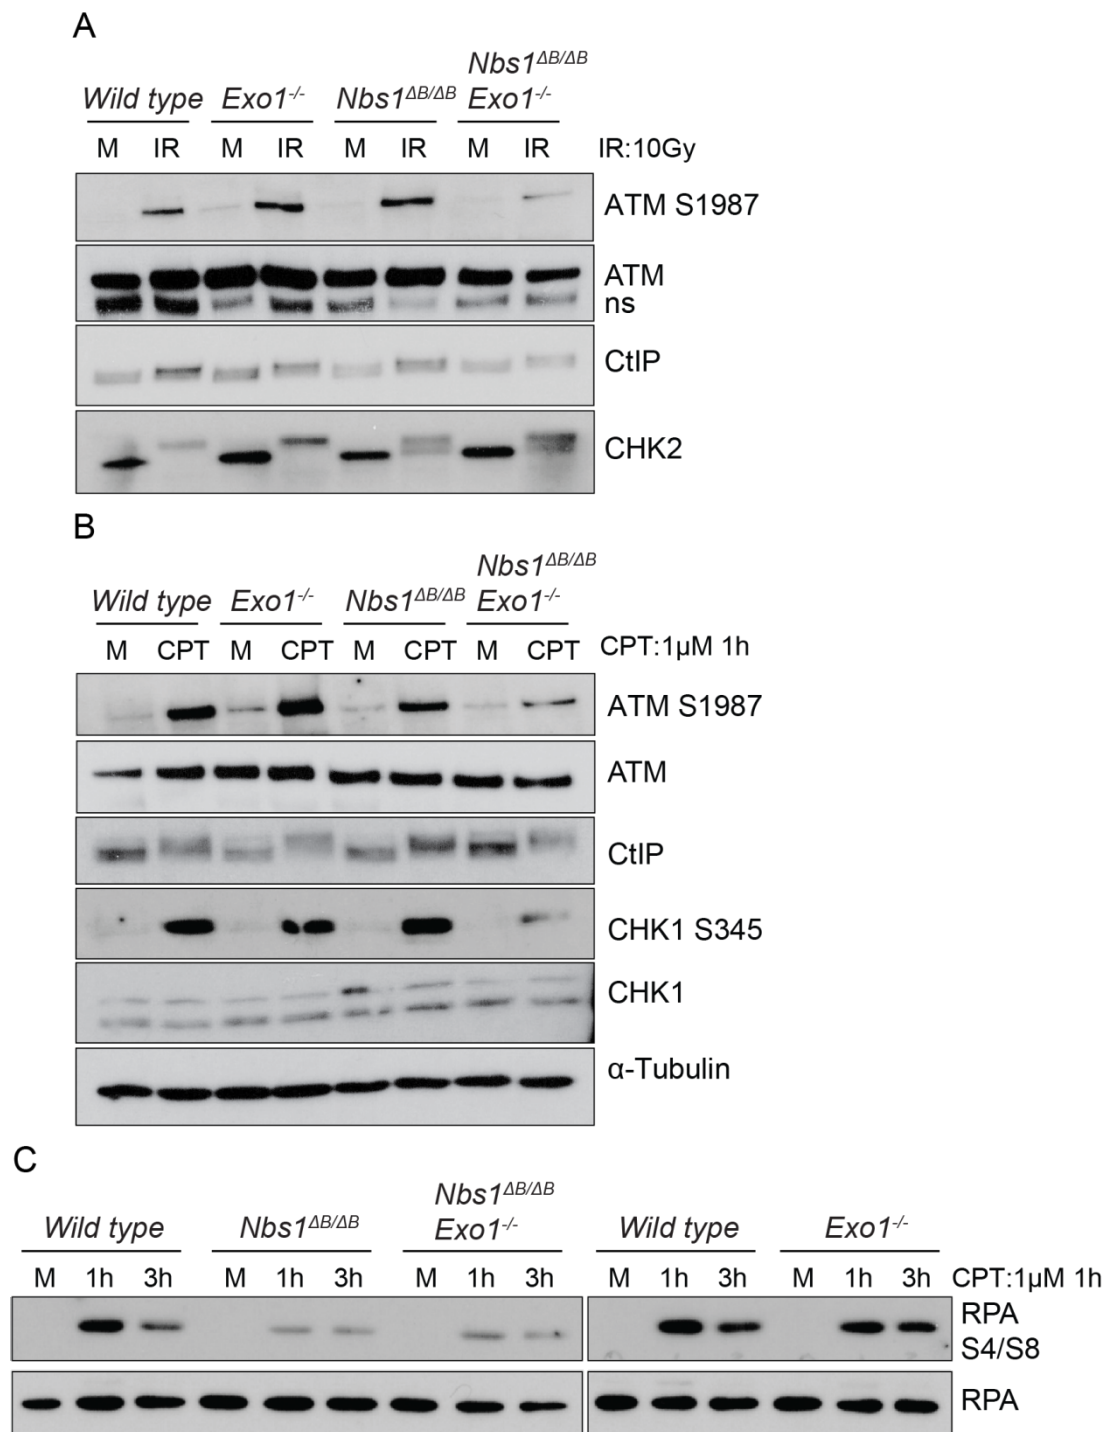 A
Nbs1ΔB/ΔB
Wild type Exo1-/- Nbs1ΔB/ΔB Exo1-/-
M IR M IR M IR M IR IR:10Gy
ATM S1987
ATM
ns
CtIP
CHK2
B
Nbs1ΔB/ΔB
Wild type Exo1-/- Nbs1ΔB/ΔB Exo1-/-
M CPT M CPT M CPT M CPT CPT:1µM 1h
ATM S1987
ATM
CtIP
CHK1 S345
CHK1
α-Tubulin
C
Nbs1ΔB/ΔB
Wild type Nbs1ΔB/ΔB Exo1-/- Wild type Exo1-/-
M 1h 3h M 1h 3h M 1h 3h M 1h 3h M 1h 3h CPT:1µM 1h
RPA
S4/S8
RPA